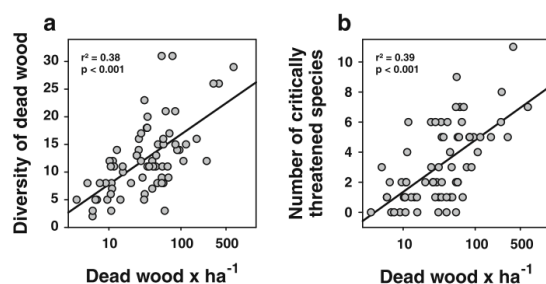 a
r² = 0.38
p < 0.001
Diversity of dead wood
30
25
20
15
10
5
0
10
100
500
Dead wood x ha⁻¹
b
r² = 0.39
p < 0.001
Number of critically
threatened species
10
8
6
4
2
0
10
100
500
Dead wood x ha⁻¹